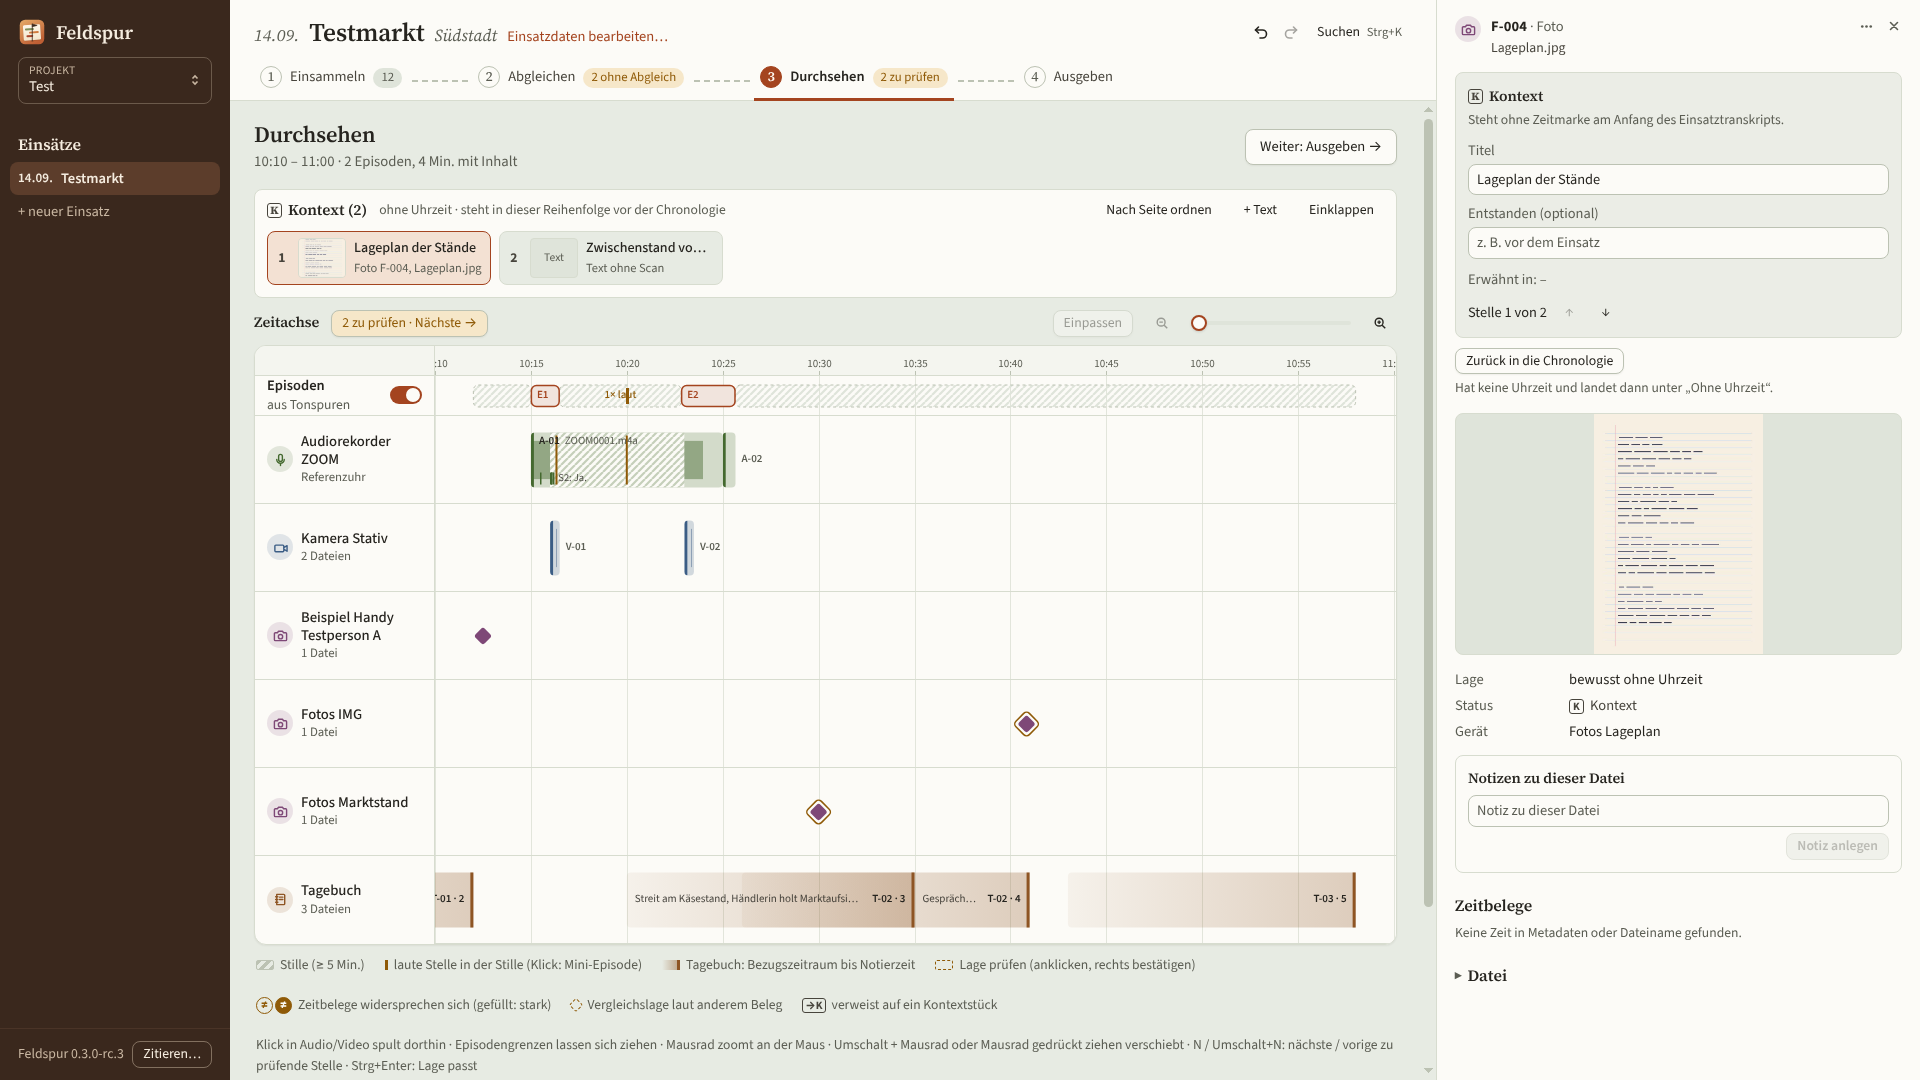 Feldspur
PROJEKT
Test
Einsätze
14.09. Testmarkt
+ neuer Einsatz
Feldspur 0.3.0-rc.3
Zitieren…
14.09. Testmarkt Südstadt Einsatzdaten bearbeiten…
Suchen Strg+K
1 Einsammeln 12
2 Abgleichen 2 ohne Abgleich
3 Durchsehen 2 zu prüfen
4 Ausgeben
Durchsehen
10:10 – 11:00 · 2 Episoden, 4 Min. mit Inhalt
Weiter: Ausgeben →
K Kontext (2) ohne Uhrzeit · steht in dieser Reihenfolge vor der Chronologie
Nach Seite ordnen + Text Einklappen
1 Lageplan der Stände
Foto F-004, Lageplan.jpg
2 Text Zwischenstand vo…
Text ohne Scan
Zeitachse 2 zu prüfen · Nächste →
Einpassen
:10 10:15 10:20 10:25 10:30 10:35 10:40 10:45 10:50 10:55 11:
Episoden
aus Tonspuren
E1 1× laut E2
Audiorekorder
ZOOM
Referenzuhr
A-01 ZOOM0001.m4a
S2: Ja.
A-02
Kamera Stativ
2 Dateien
V-01 V-02
Beispiel Handy
Testperson A
1 Datei
Fotos IMG
1 Datei
Fotos Marktstand
1 Datei
Tagebuch
3 Dateien
T-01 · 2
Streit am Käsestand, Händlerin holt Marktaufsi… T-02 · 3
Gespräch… T-02 · 4
T-03 · 5
Stille (≥ 5 Min.) laute Stelle in der Stille (Klick: Mini-Episode) Tagebuch: Bezugszeitraum bis Notierzeit Lage prüfen (anklicken, rechts bestätigen)
≠ ≠ Zeitbelege widersprechen sich (gefüllt: stark) Vergleichslage laut anderem Beleg →K verweist auf ein Kontextstück
Klick in Audio/Video spult dorthin · Episodengrenzen lassen sich ziehen · Mausrad zoomt an der Maus · Umschalt + Mausrad oder Mausrad gedrückt ziehen verschiebt · N / Umschalt+N: nächste / vorige zu
prüfende Stelle · Strg+Enter: Lage passt
F-004 · Foto
Lageplan.jpg
K Kontext
Steht ohne Zeitmarke am Anfang des Einsatztranskripts.
Titel
Lageplan der Stände
Entstanden (optional)
z. B. vor dem Einsatz
Erwähnt in: –
Stelle 1 von 2 ↑ ↓
Zurück in die Chronologie
Hat keine Uhrzeit und landet dann unter „Ohne Uhrzeit“.
Lage bewusst ohne Uhrzeit
Status K Kontext
Gerät Fotos Lageplan
Notizen zu dieser Datei
Notiz zu dieser Datei
Notiz anlegen
Zeitbelege
Keine Zeit in Metadaten oder Dateiname gefunden.
Datei